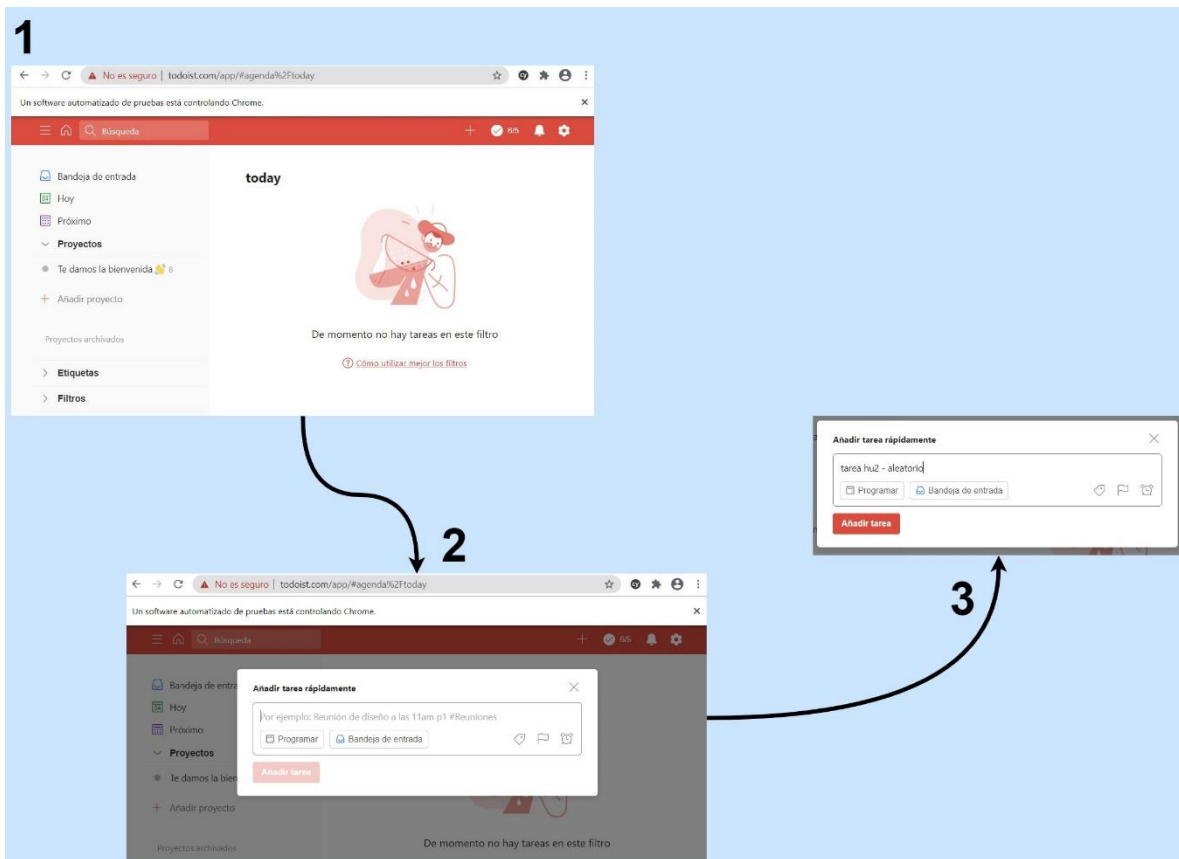 1
No es seguro | todoist.com/app/#agenda%2Ftoday
Un software automatizado de pruebas está controlando Chrome.
Búsqueda
6/5
Bandeja de entrada
Hoy
Próximo
Proyectos
Te damos la bienvenida 👋 8
+ Añadir proyecto
Proyectos archivados
Etiquetas
Filtros
today
De momento no hay tareas en este filtro
Cómo utilizar mejor los filtros
2
No es seguro | todoist.com/app/#agenda%2Ftoday
Un software automatizado de pruebas está controlando Chrome.
Búsqueda
6/5
Bandeja de entra
Hoy
Próximo
Proyectos
Te damos la bien
+ Añadir proyecto
Proyectos archivados
Añadir tarea rápidamente
Por ejemplo: Reunión de diseño a las 11am p1 #Reuniones
Programar Bandeja de entrada
Añadir tarea
De momento no hay tareas en este filtro
3
Añadir tarea rápidamente
tarea hu2 - aleatorio
Programar Bandeja de entrada
Añadir tarea